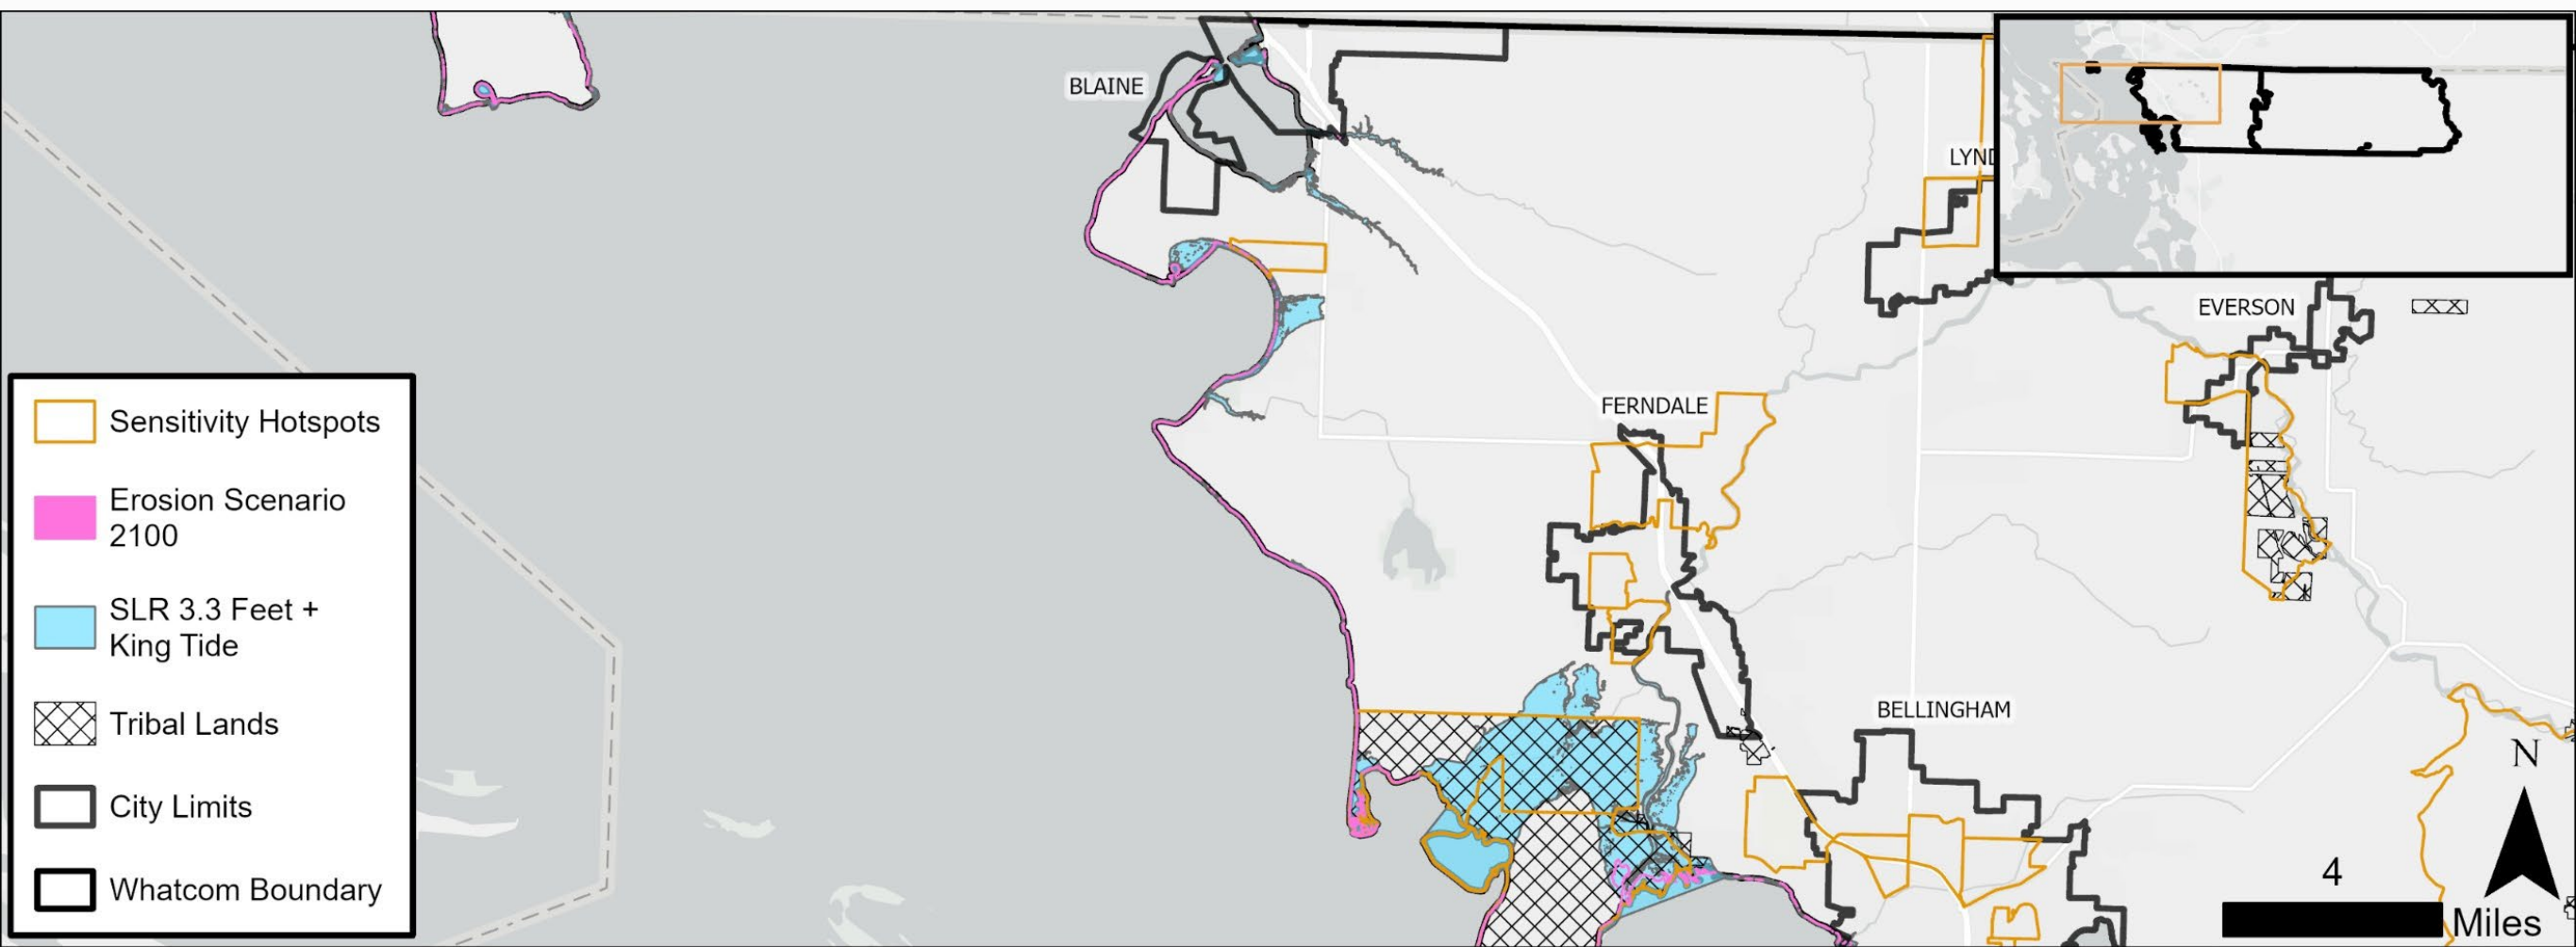 BLAINE
LYND
EVERSON
FERNDALE
BELLINGHAM
Sensitivity Hotspots
Erosion Scenario
2100
SLR 3.3 Feet +
King Tide
Tribal Lands
City Limits
Whatcom Boundary
N
4
Miles